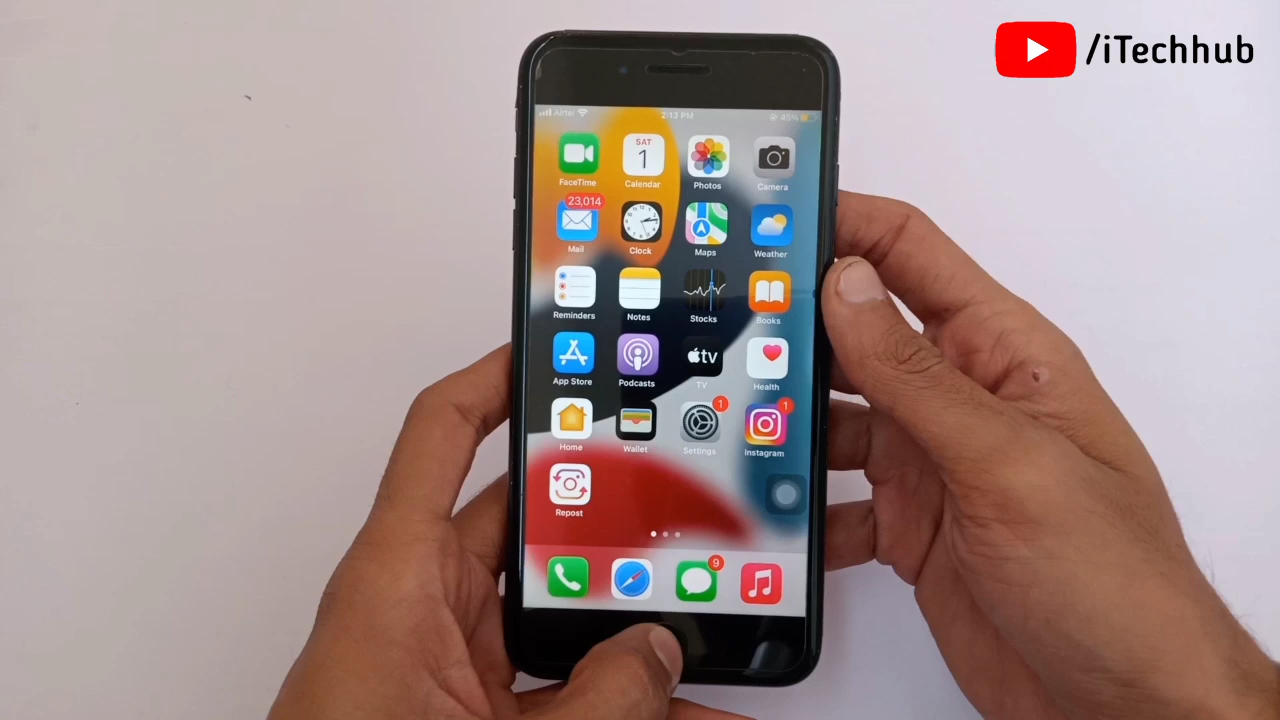 /iTechhub
Airtel 2:13 PM 45%
FaceTime
SAT
1
Calendar
Photos
Camera
23,014
Mail
Clock
Maps
Weather
Reminders
Notes
Stocks
Books
App Store
Podcasts
tv
TV
Health
Home
Wallet
1
Settings
1
Instagram
Repost
9